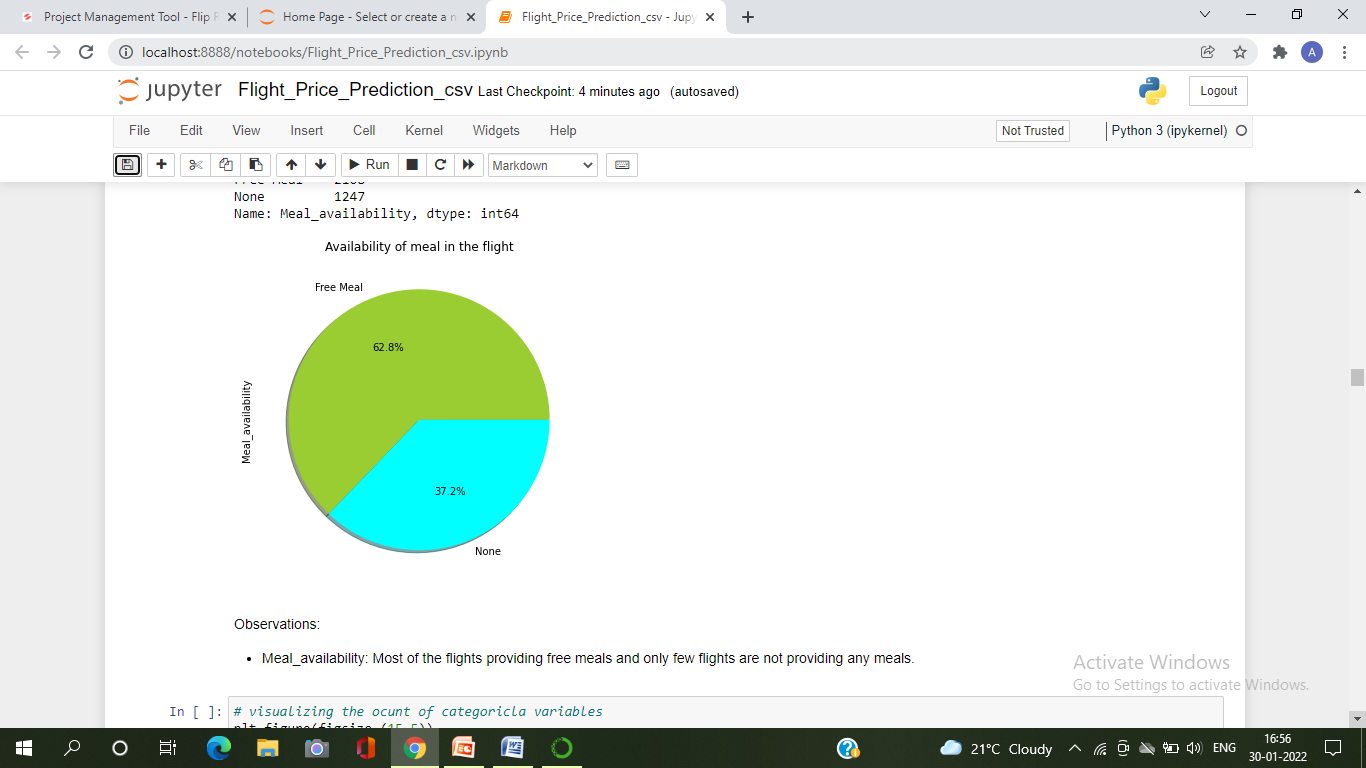 Project Management Tool - Flip R
Home Page - Select or create a n
Flight_Price_Prediction_csv - Jupy
localhost:8888/notebooks/Flight_Price_Prediction_csv.ipynb
A
jupyter Flight_Price_Prediction_csv Last Checkpoint: 4 minutes ago (autosaved)
Logout
File Edit View Insert Cell Kernel Widgets Help
Not Trusted
Python 3 (ipykernel)
Run
Markdown
None 1247
Name: Meal_availability, dtype: int64
Availability of meal in the flight
Free Meal
62.8%
Meal_availability
37.2%
None
Observations:
• Meal_availability: Most of the flights providing free meals and only few flights are not providing any meals.
Activate Windows
Go to Settings to activate Windows.
In [ ]: # visualizing the ocunt of categoricla variables
21°C Cloudy
ENG
16:56
30-01-2022